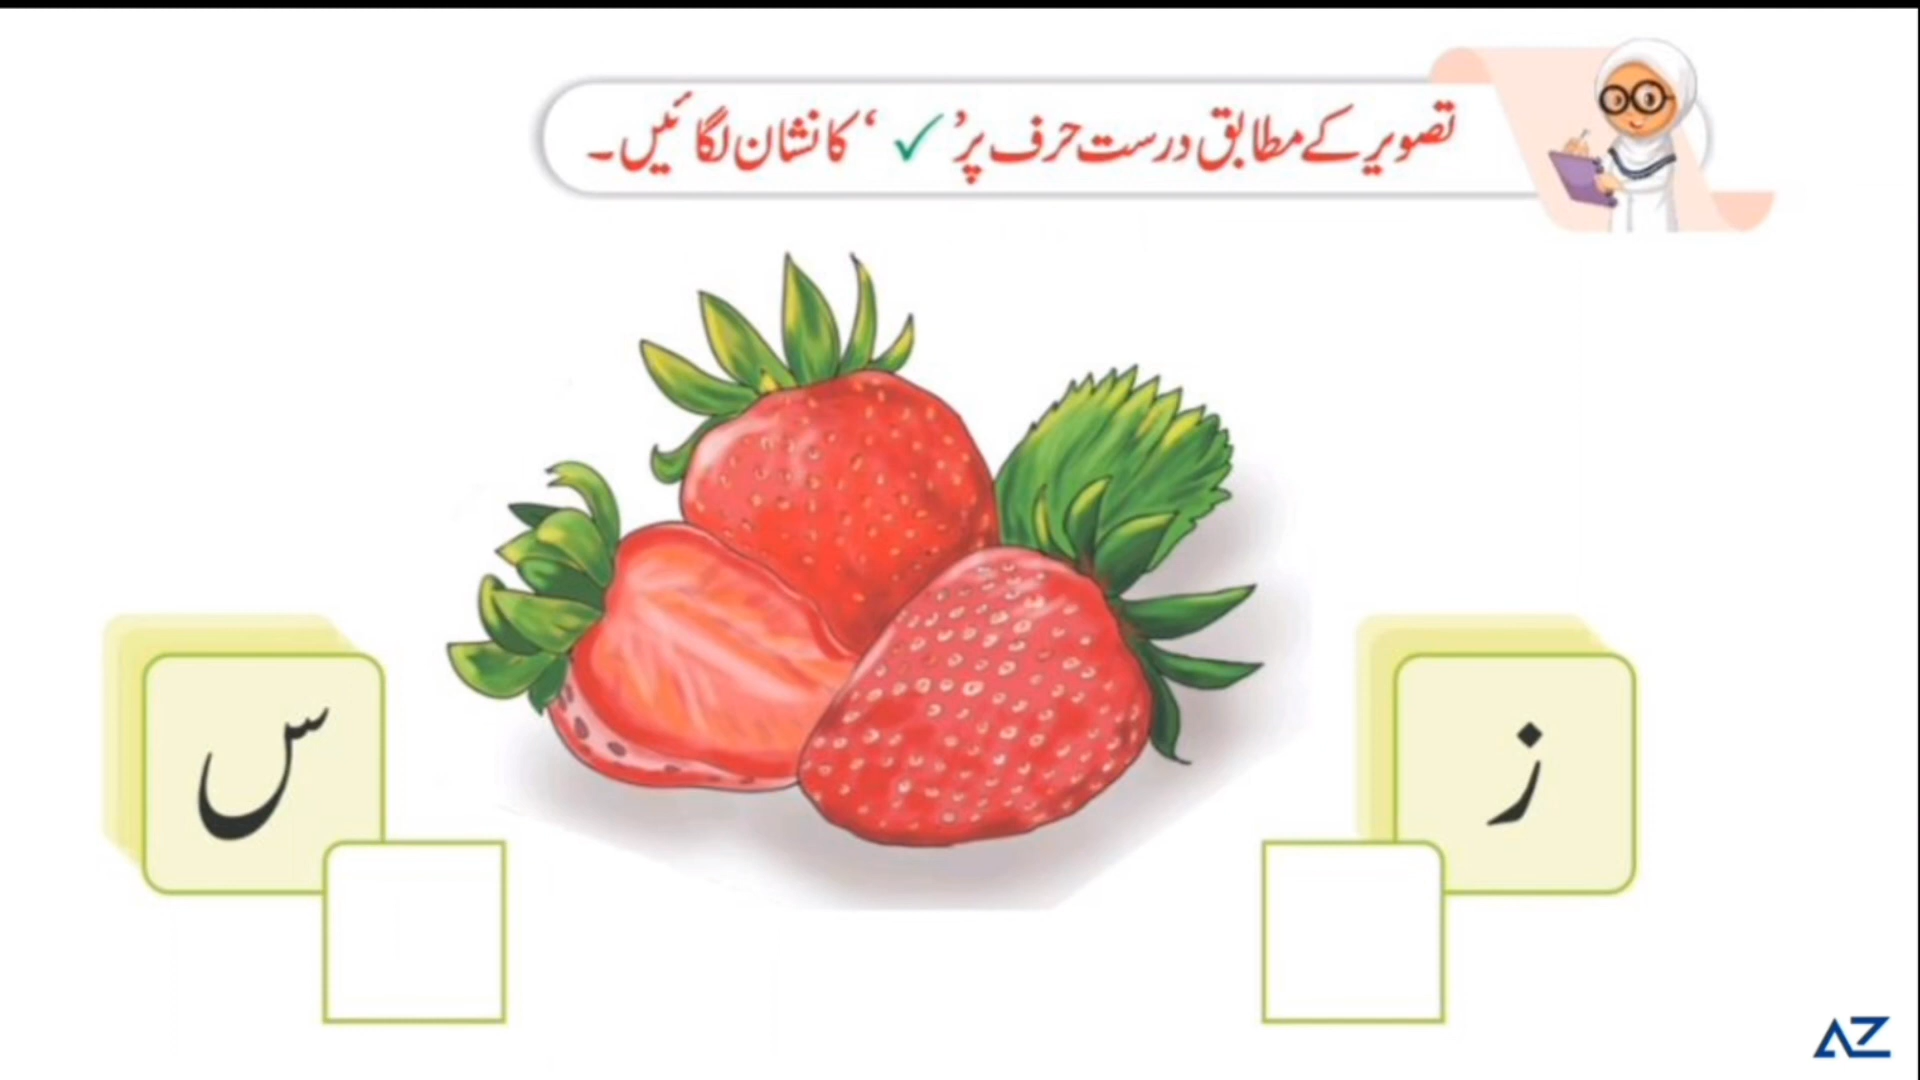 تصویر کے مطابق درست حرف پر ’✓‘ کا نشان لگائیں۔
ز
س
AZ